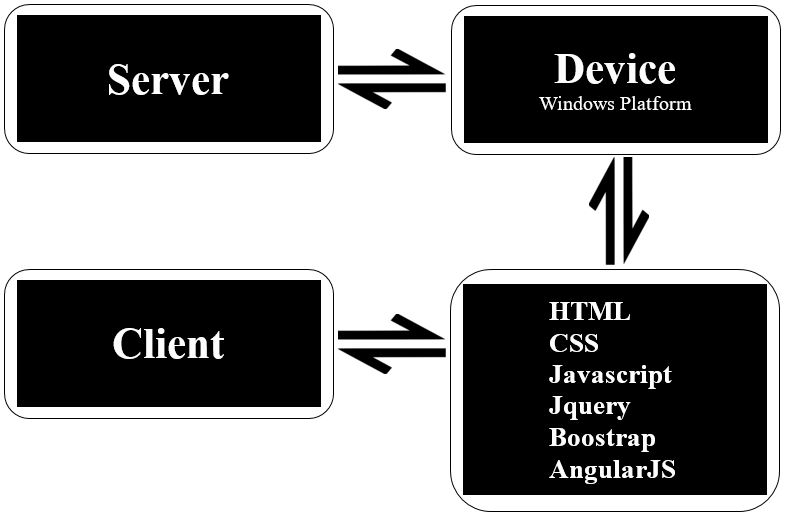 Server
Device
Windows Platform
Client
HTML
CSS
Javascript
Jquery
Boostrap
AngularJS